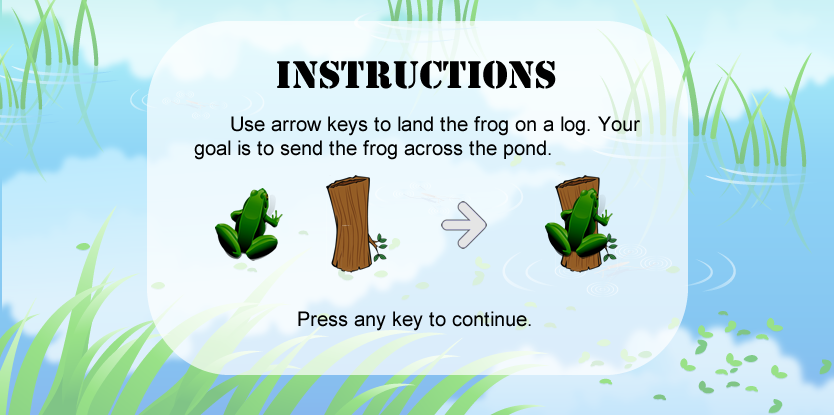 INSTRUCTIONS
Use arrow keys to land the frog on a log. Your
goal is to send the frog across the pond.
Press any key to continue.